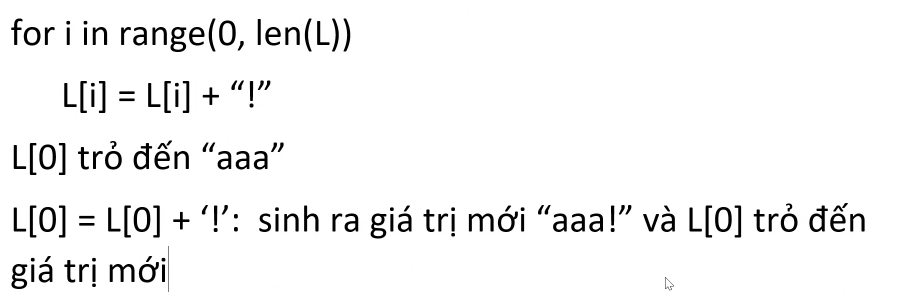 for i in range(0, len(L))
L[i] = L[i] + “!”
L[0] trỏ đến “aaa”
L[0] = L[0] + ‘!’: sinh ra giá trị mới “aaa!” và L[0] trỏ đến
giá trị mới